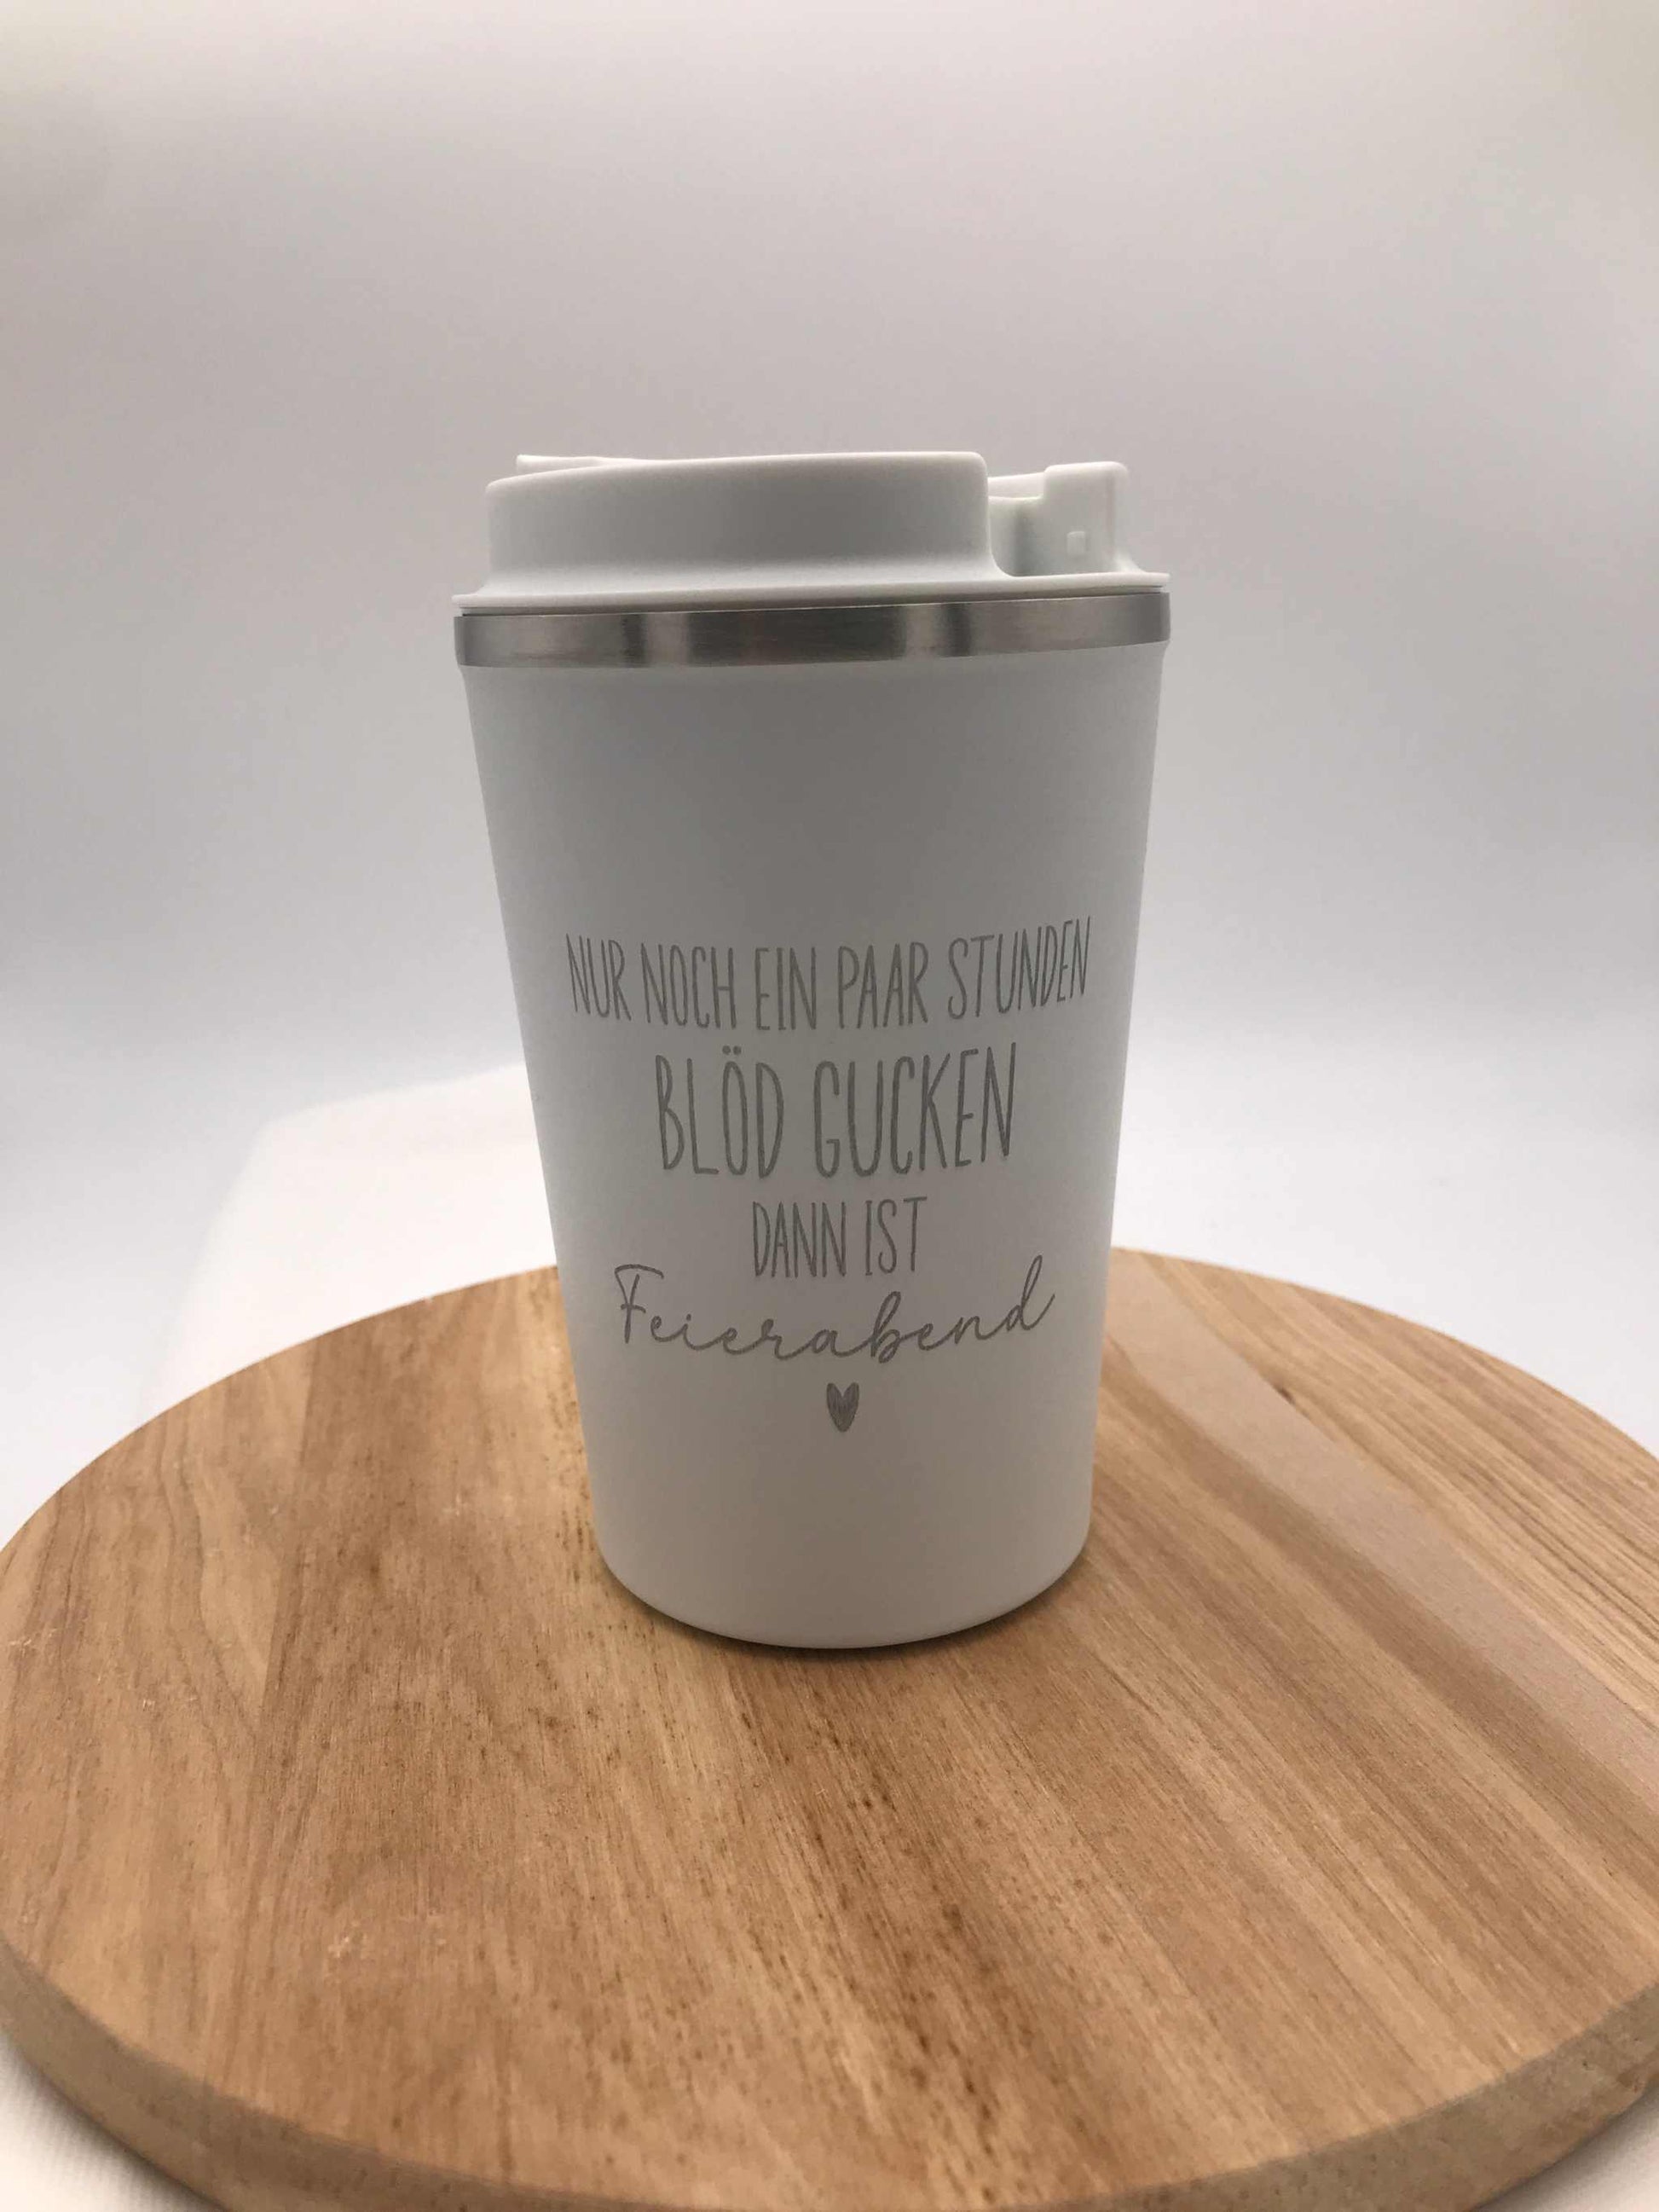 NUR NOCH EIN PAAR STUNDEN
BLÖD GUCKEN
DANN IST
Feierabend